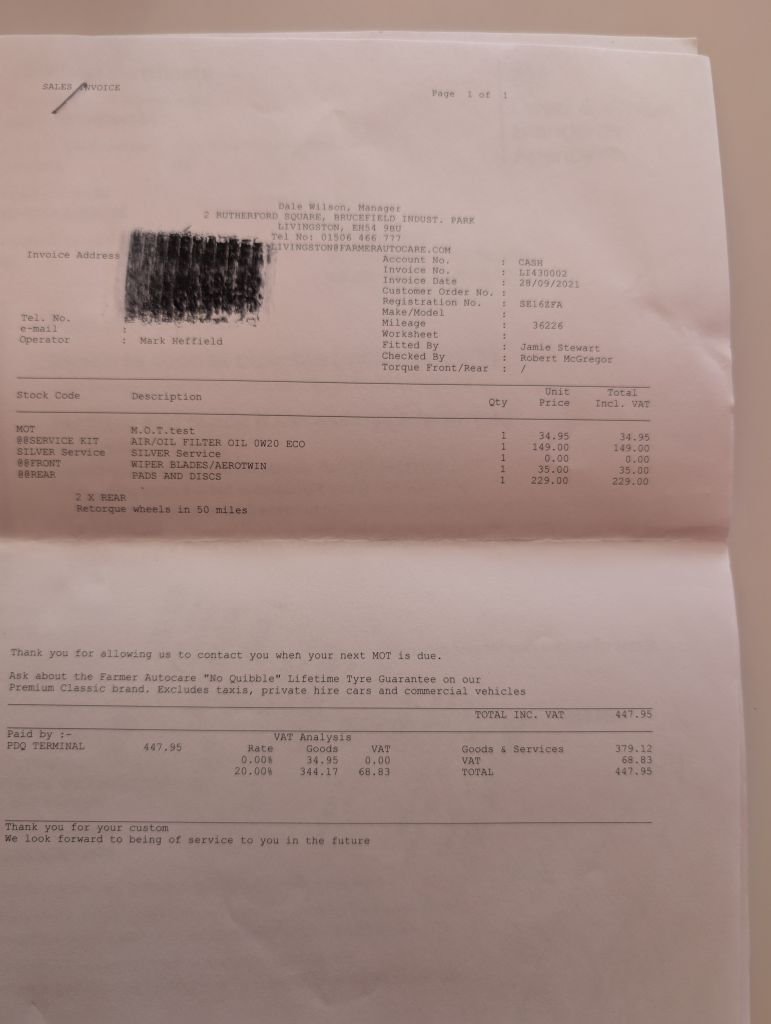 SALES INVOICE
Page 1 of 1
Dale Wilson, Manager
2 RUTHERFORD SQUARE, BRUCEFIELD INDUST. PARK
LIVINGSTON, EH54 9BU
Tel No: 01506 466 777
LIVINGSTON@FARMERAUTOCARE.COM
Invoice Address
Account No. : CASH
Invoice No. : LI430002
Invoice Date : 28/09/2021
Customer Order No. :
Registration No. : SE16ZFA
Make/Model :
Mileage : 36226
Worksheet :
Fitted By : Jamie Stewart
Checked By : Robert McGregor
Torque Front/Rear : /
Tel. No. :
e-mail :
Operator : Mark Heffield
Stock Code Description Qty Unit Price Total Incl. VAT
MOT M.O.T.test 1 34.95 34.95
@@SERVICE KIT AIR/OIL FILTER OIL 0W20 ECO 1 149.00 149.00
SILVER Service SILVER Service 1 0.00 0.00
@@FRONT WIPER BLADES/AEROTWIN 1 35.00 35.00
@@REAR PADS AND DISCS 1 229.00 229.00
2 X REAR
Retorque wheels in 50 miles
Thank you for allowing us to contact you when your next MOT is due.
Ask about the Farmer Autocare "No Quibble" Lifetime Tyre Guarantee on our
Premium Classic brand. Excludes taxis, private hire cars and commercial vehicles
TOTAL INC. VAT 447.95
Paid by :-
PDQ TERMINAL 447.95
VAT Analysis
Rate Goods VAT
0.00% 34.95 0.00
20.00% 344.17 68.83
Goods & Services 379.12
VAT 68.83
TOTAL 447.95
Thank you for your custom
We look forward to being of service to you in the future